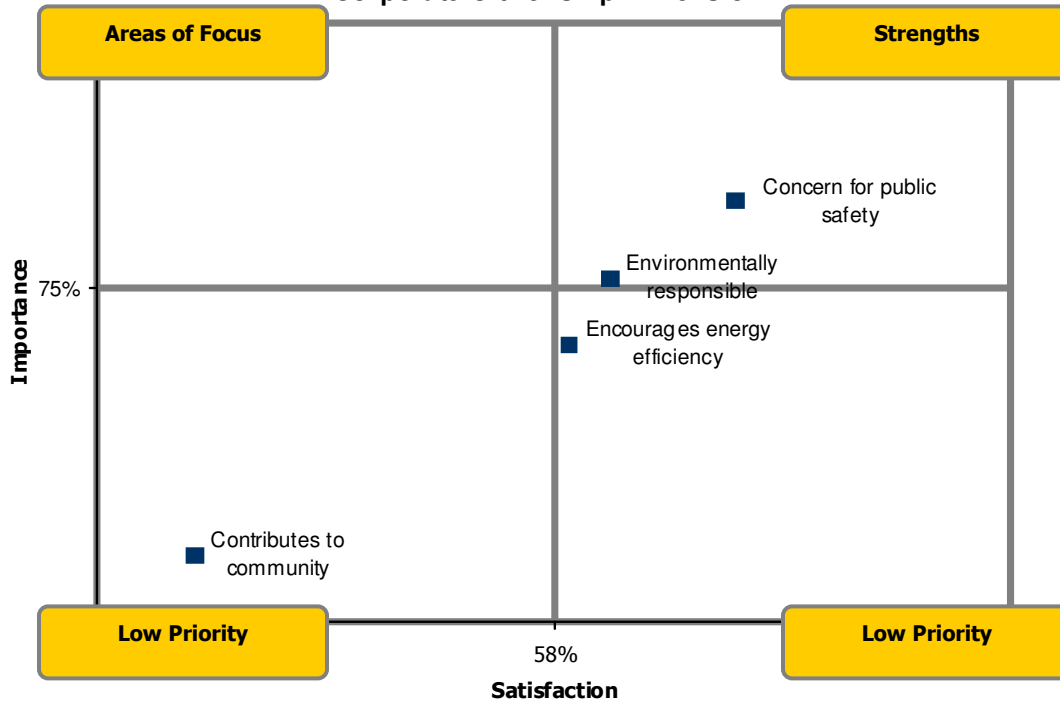 Areas of Focus
Strengths
Concern for public
safety
Environmentally
responsible
75%
Encourages energy
efficiency
Importance
Contributes to
community
Low Priority
Low Priority
58%
Satisfaction